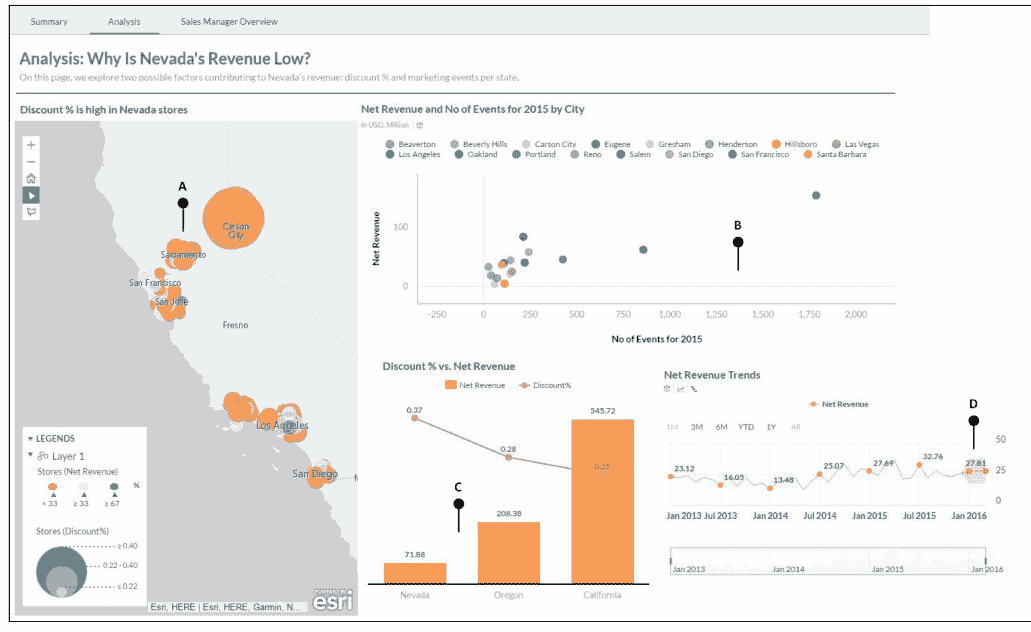 Summary Analysis Sales Manager Overview
Analysis: Why Is Nevada's Revenue Low?
On this page, we explore two possible factors contributing to Nevada's revenue: discount % and marketing events per state.
Discount % is high in Nevada stores
A
Carson
City
Sacramento
San Francisco
San Jose
Fresno
Los Angeles
San Diego
LEGENDS
Layer 1
Stores (Net Revenue)
%
< 33 ≥ 33 ≥ 67
Stores (Discount%)
≥ 0.40
0.22 - 0.40
≤ 0.22
Esri, HERE | Esri, HERE, Garmin, N...
POWERED BY
esri
Net Revenue and No of Events for 2015 by City
in USD, Million
Beaverton Beverly Hills Carson City Eugene Gresham Henderson Hillsboro Las Vegas
Los Angeles Oakland Portland Reno Salem San Diego San Francisco Santa Barbara
Net Revenue
100
0
B
-250 0 250 500 750 1,000 1,250 1,500 1,750 2,000
No of Events for 2015
Discount % vs. Net Revenue
Net Revenue Discount%
0.37
0.28
545.72
C
208.38
71.88
Nevada Oregon California
Net Revenue Trends
Net Revenue
D
1M 3M 6M YTD 1Y All
50
25
0
23.12 16.05 13.48 25.07 27.69 32.76 27.81
Jan 2013 Jul 2013 Jan 2014 Jul 2014 Jan 2015 Jul 2015 Jan 2016
Jan 2013 Jan 2014 Jan 2015 Jan 2016